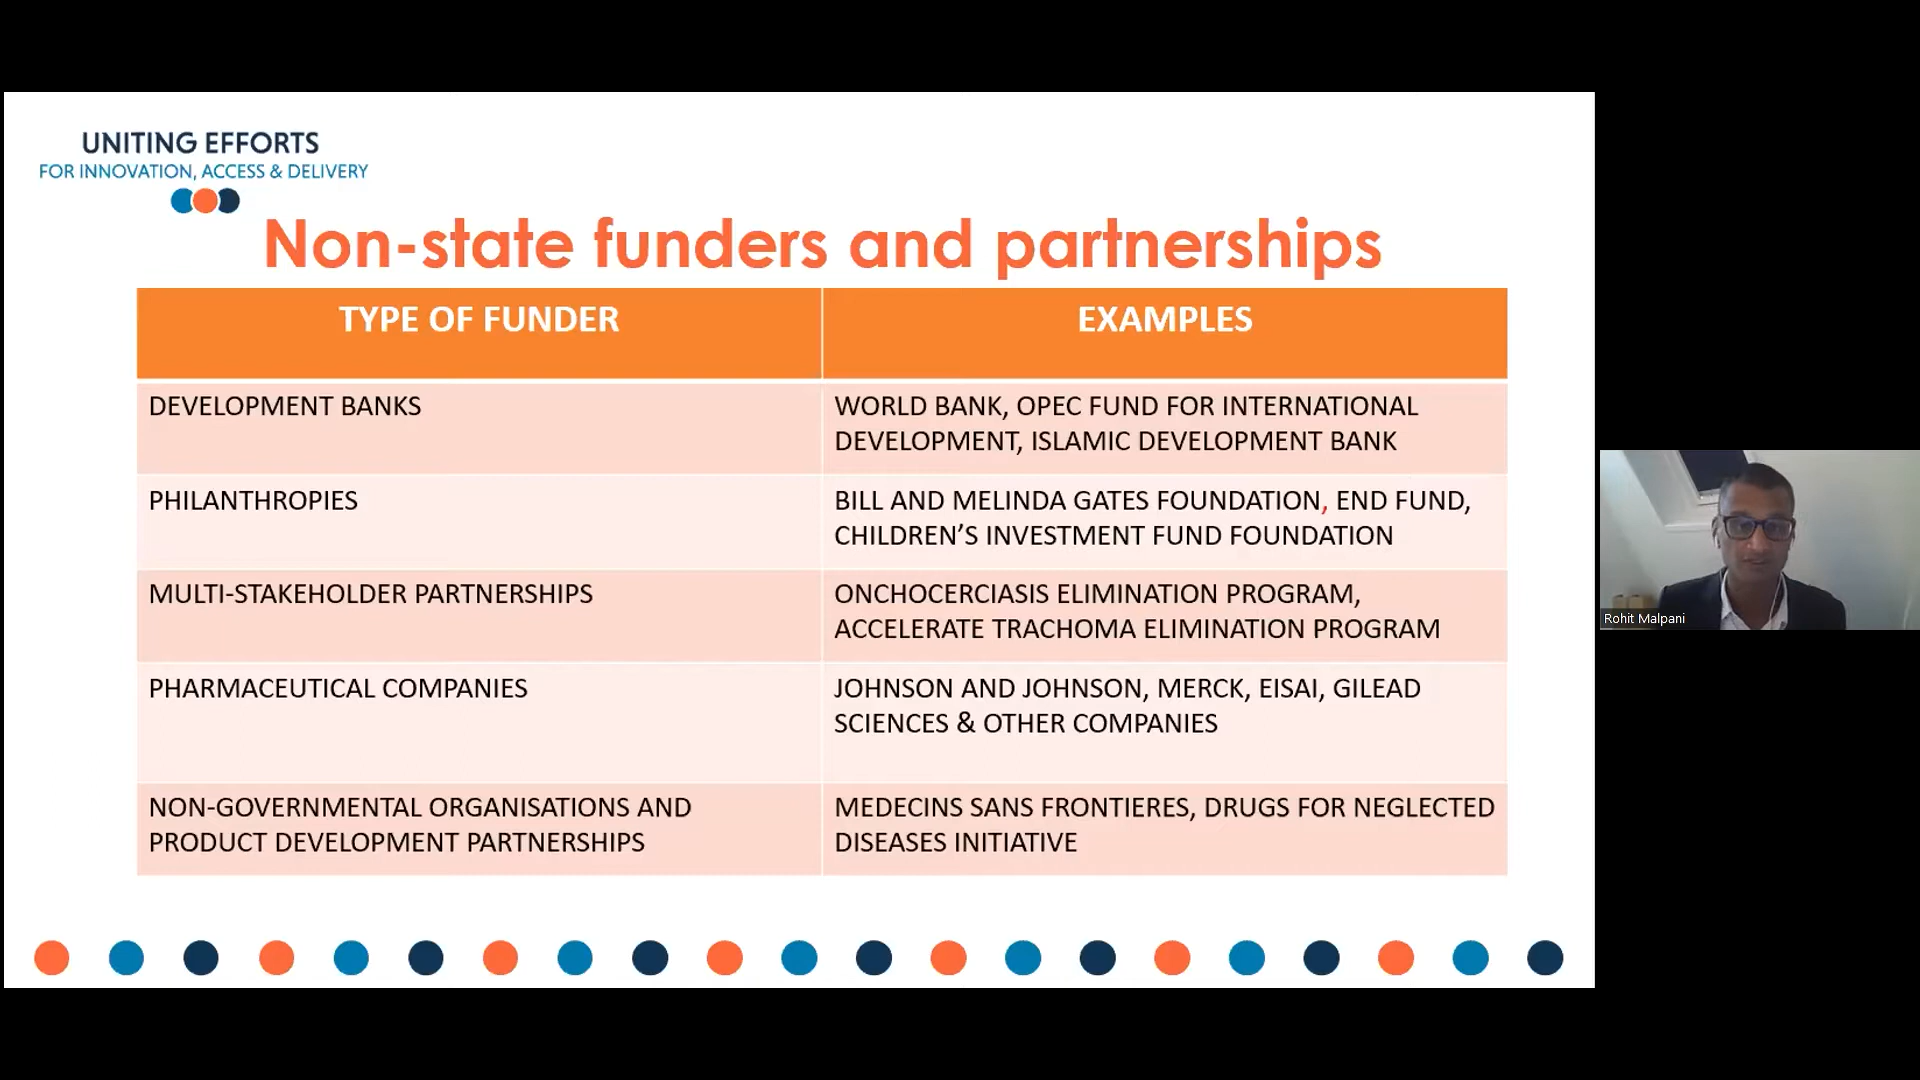 UNITING EFFORTS
FOR INNOVATION, ACCESS & DELIVERY
Non-state funders and partnerships
TYPE OF FUNDER
EXAMPLES
DEVELOPMENT BANKS
WORLD BANK, OPEC FUND FOR INTERNATIONAL
DEVELOPMENT, ISLAMIC DEVELOPMENT BANK
PHILANTHROPIES
BILL AND MELINDA GATES FOUNDATION, END FUND,
CHILDREN’S INVESTMENT FUND FOUNDATION
MULTI-STAKEHOLDER PARTNERSHIPS
ONCHOCERCIASIS ELIMINATION PROGRAM,
ACCELERATE TRACHOMA ELIMINATION PROGRAM
PHARMACEUTICAL COMPANIES
JOHNSON AND JOHNSON, MERCK, EISAI, GILEAD
SCIENCES & OTHER COMPANIES
NON-GOVERNMENTAL ORGANISATIONS AND
PRODUCT DEVELOPMENT PARTNERSHIPS
MEDECINS SANS FRONTIERES, DRUGS FOR NEGLECTED
DISEASES INITIATIVE
Rohit Malpani